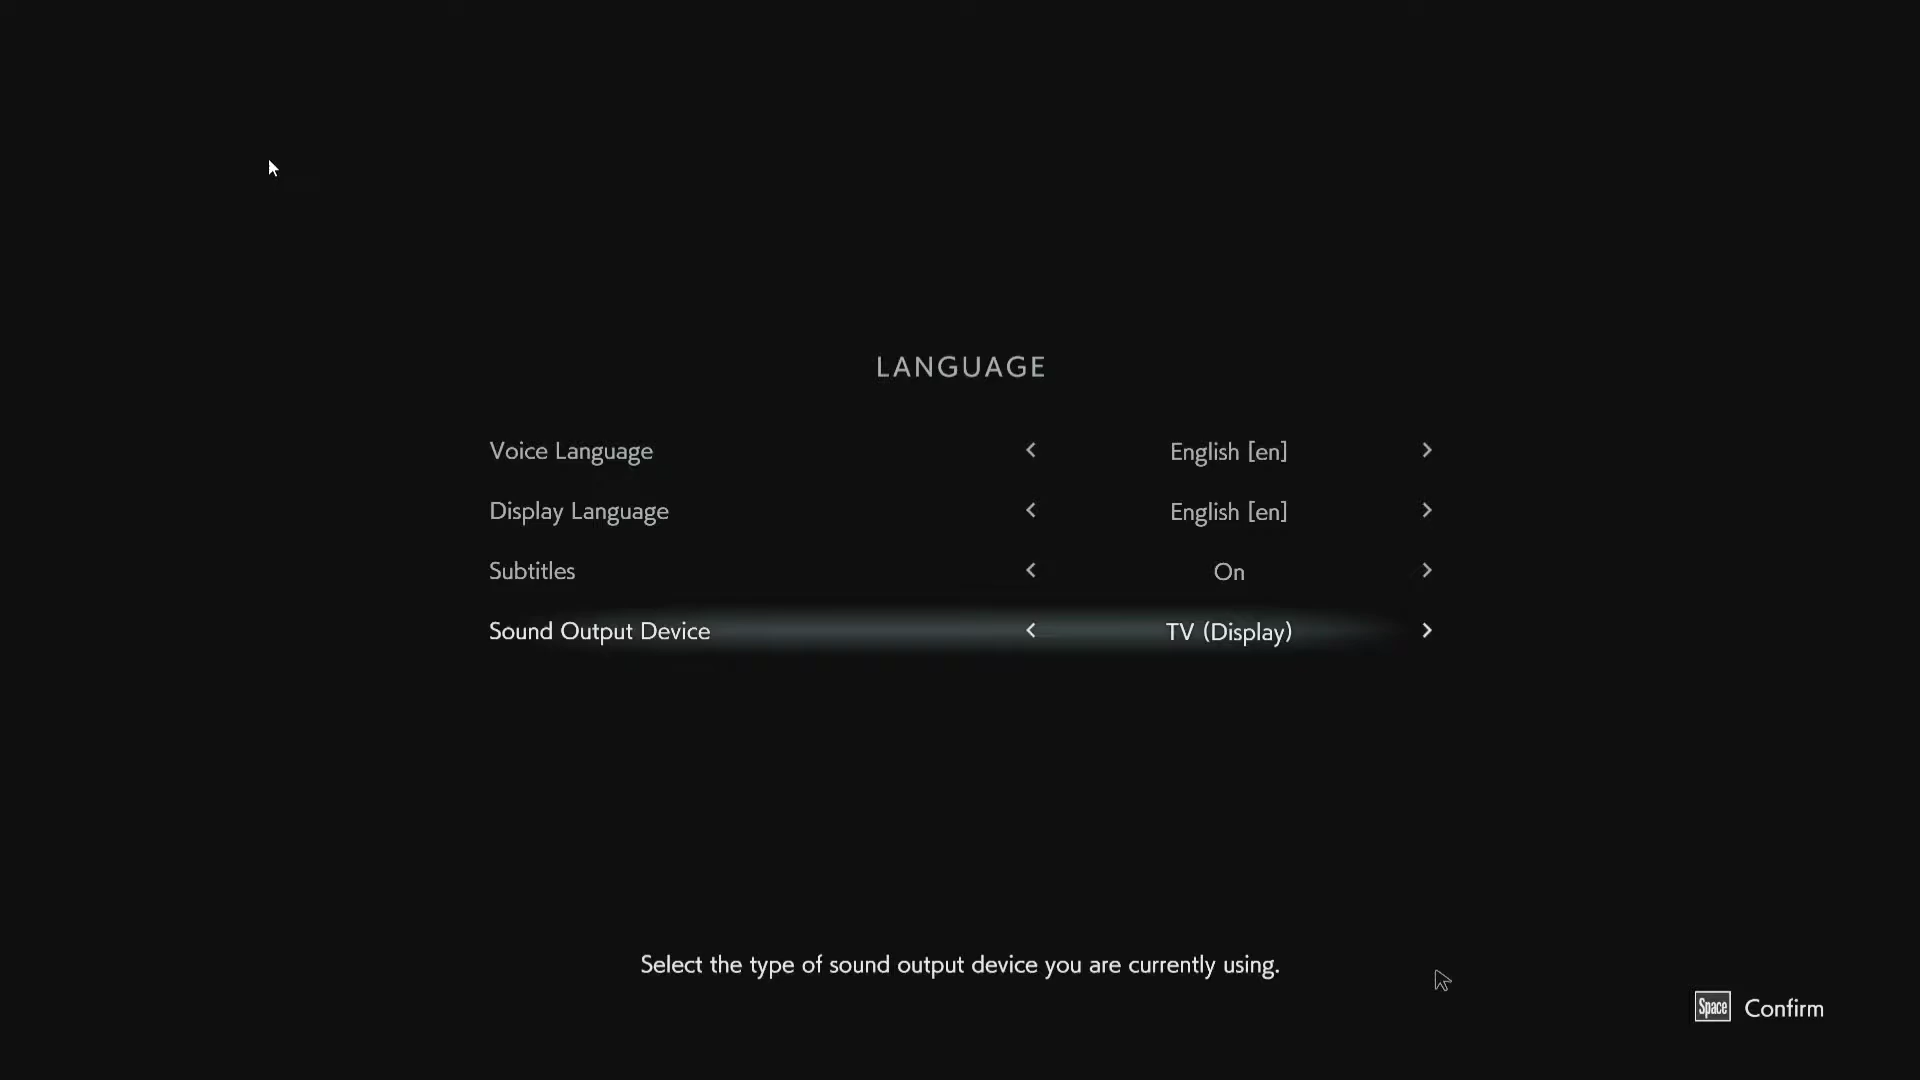 LANGUAGE
Voice Language English [en]
Display Language English [en]
Subtitles On
Sound Output Device TV (Display)
Select the type of sound output device you are currently using.
Space Confirm